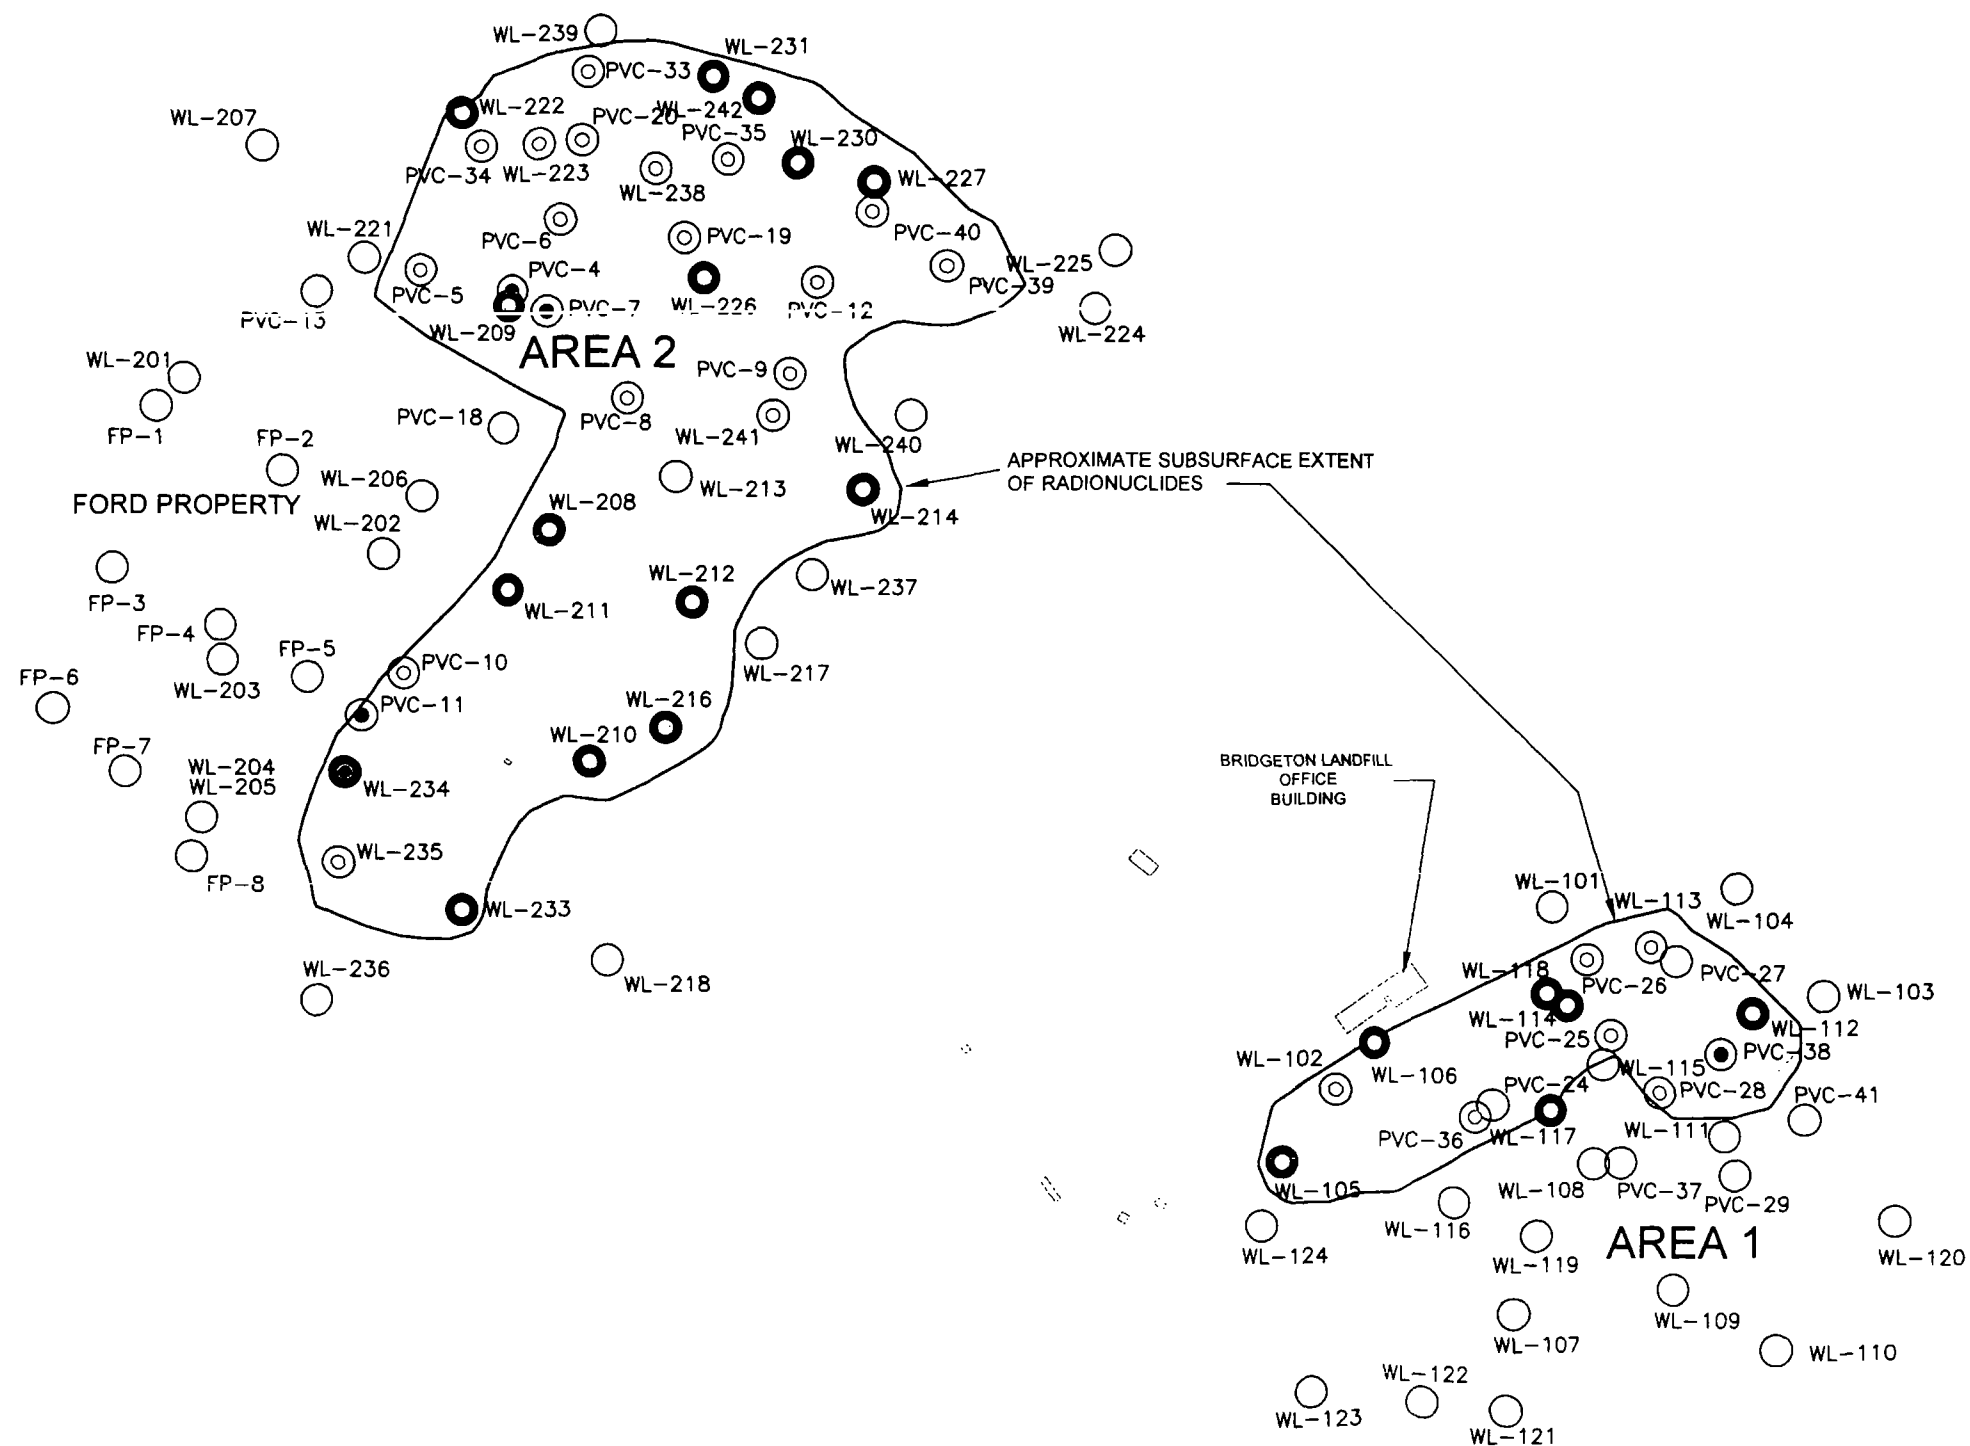 WL-239
WL-231
PVC-33
WL-222
WL-242
PVC-20
WL-207
PVC-35
WL-230
PVC-34
WL-223
WL-238
WL-227
WL-221
PVC-6
PVC-19
PVC-40
PVC-4
WL-225
PVC-5
PVC-39
WL-226
PVC-7
PVC-12
PVC-13
WL-209
WL-224
AREA 2
WL-201
PVC-9
PVC-18
PVC-8
FP-1
FP-2
WL-241
WL-240
APPROXIMATE SUBSURFACE EXTENT
OF RADIONUCLIDES
WL-206
WL-213
FORD PROPERTY
WL-208
WL-214
WL-202
WL-212
WL-237
FP-3
WL-211
FP-4
FP-5
PVC-10
WL-217
FP-6
WL-203
PVC-11
WL-216
WL-210
FP-7
WL-204
WL-205
WL-234
BRIDGETON LANDFILL
OFFICE
BUILDING
WL-235
FP-8
WL-233
WL-101
WL-113
WL-104
WL-236
WL-218
WL-118
PVC-26
PVC-27
WL-103
WL-114
WL-112
PVC-25
PVC-38
WL-102
WL-106
WL-115
PVC-24
PVC-28
PVC-41
PVC-36
WL-117
WL-111
WL-105
WL-108
PVC-37
PVC-29
WL-116
WL-124
WL-119
AREA 1
WL-120
WL-109
WL-107
WL-110
WL-122
WL-123
WL-121